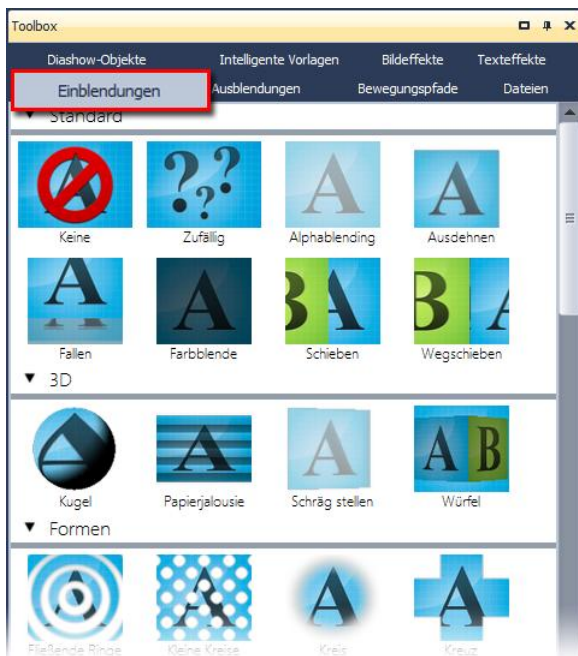 Toolbox
Diashow-Objekte Intelligente Vorlagen Bildeffekte Texteffekte
Einblendungen Ausblendungen Bewegungspfade Dateien
Standard
Keine Zufällig Alphablending Ausdehnen
Fallen Farbblende Schieben Wegschieben
3D
Kugel Papierjalousie Schräg stellen Würfel
Formen
Fließende Ringe Kleine Kreise Kreis Kreuz